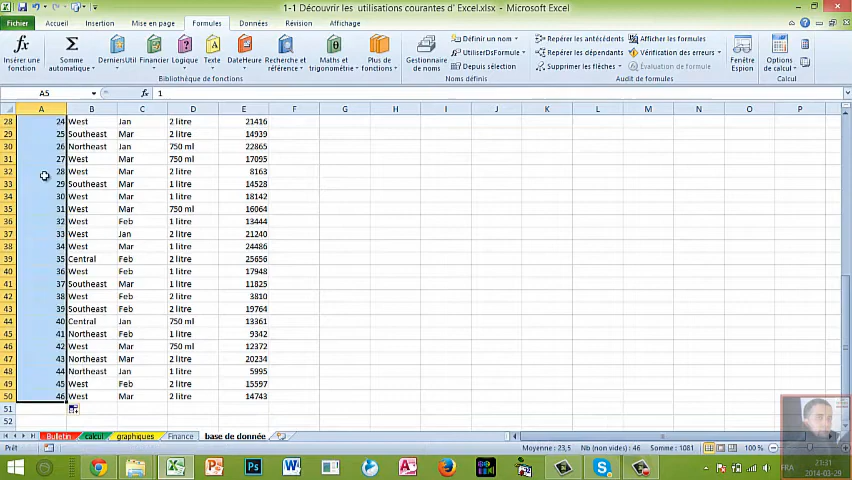 1-1 Découvrir les utilisations courantes d' Excel.xlsx - Microsoft Excel
Fichier Accueil Insertion Mise en page Formules Données Révision Affichage
Insérer une fonction
Somme automatique
DerniersUtil
Financier
Logique
Texte
DateHeure
Recherche et référence
Maths et trigonométrie
Plus de fonctions
Bibliothèque de fonctions
Gestionnaire de noms
Définir un nom
UtiliserDsFormule
Depuis sélection
Noms définis
Repérer les antécédents
Repérer les dépendants
Supprimer les flèches
Afficher les formules
Vérification des erreurs
Évaluation de formule
Audit de formules
Fenêtre Espion
Options de calcul
Calcul
A5 fx 1
A B C D E F G H I J K L M N O P
28 24 West Jan 2 litre 21416
29 25 Southeast Mar 2 litre 14939
30 26 Northeast Jan 750 ml 22865
31 27 West Mar 750 ml 17095
32 28 West Mar 2 litre 8163
33 29 Southeast Mar 1 litre 14528
34 30 West Mar 1 litre 18142
35 31 West Mar 750 ml 16064
36 32 West Feb 1 litre 13444
37 33 West Jan 2 litre 21240
38 34 West Mar 1 litre 24486
39 35 Central Feb 2 litre 25656
40 36 West Feb 1 litre 17948
41 37 Southeast Mar 1 litre 11825
42 38 West Feb 2 litre 3810
43 39 Southeast Feb 2 litre 19764
44 40 Central Jan 750 ml 13361
45 41 Northeast Feb 1 litre 9342
46 42 West Mar 750 ml 12372
47 43 Northeast Mar 2 litre 20234
48 44 Northeast Jan 1 litre 5995
49 45 West Feb 2 litre 15597
50 46 West Mar 2 litre 14743
51
52
Bulletin calcul graphiques Finance base de donnée
Prêt Moyenne : 23,5 Nb (non vides) : 46 Somme : 1081 100 %
FR 21:31
2014-03-29